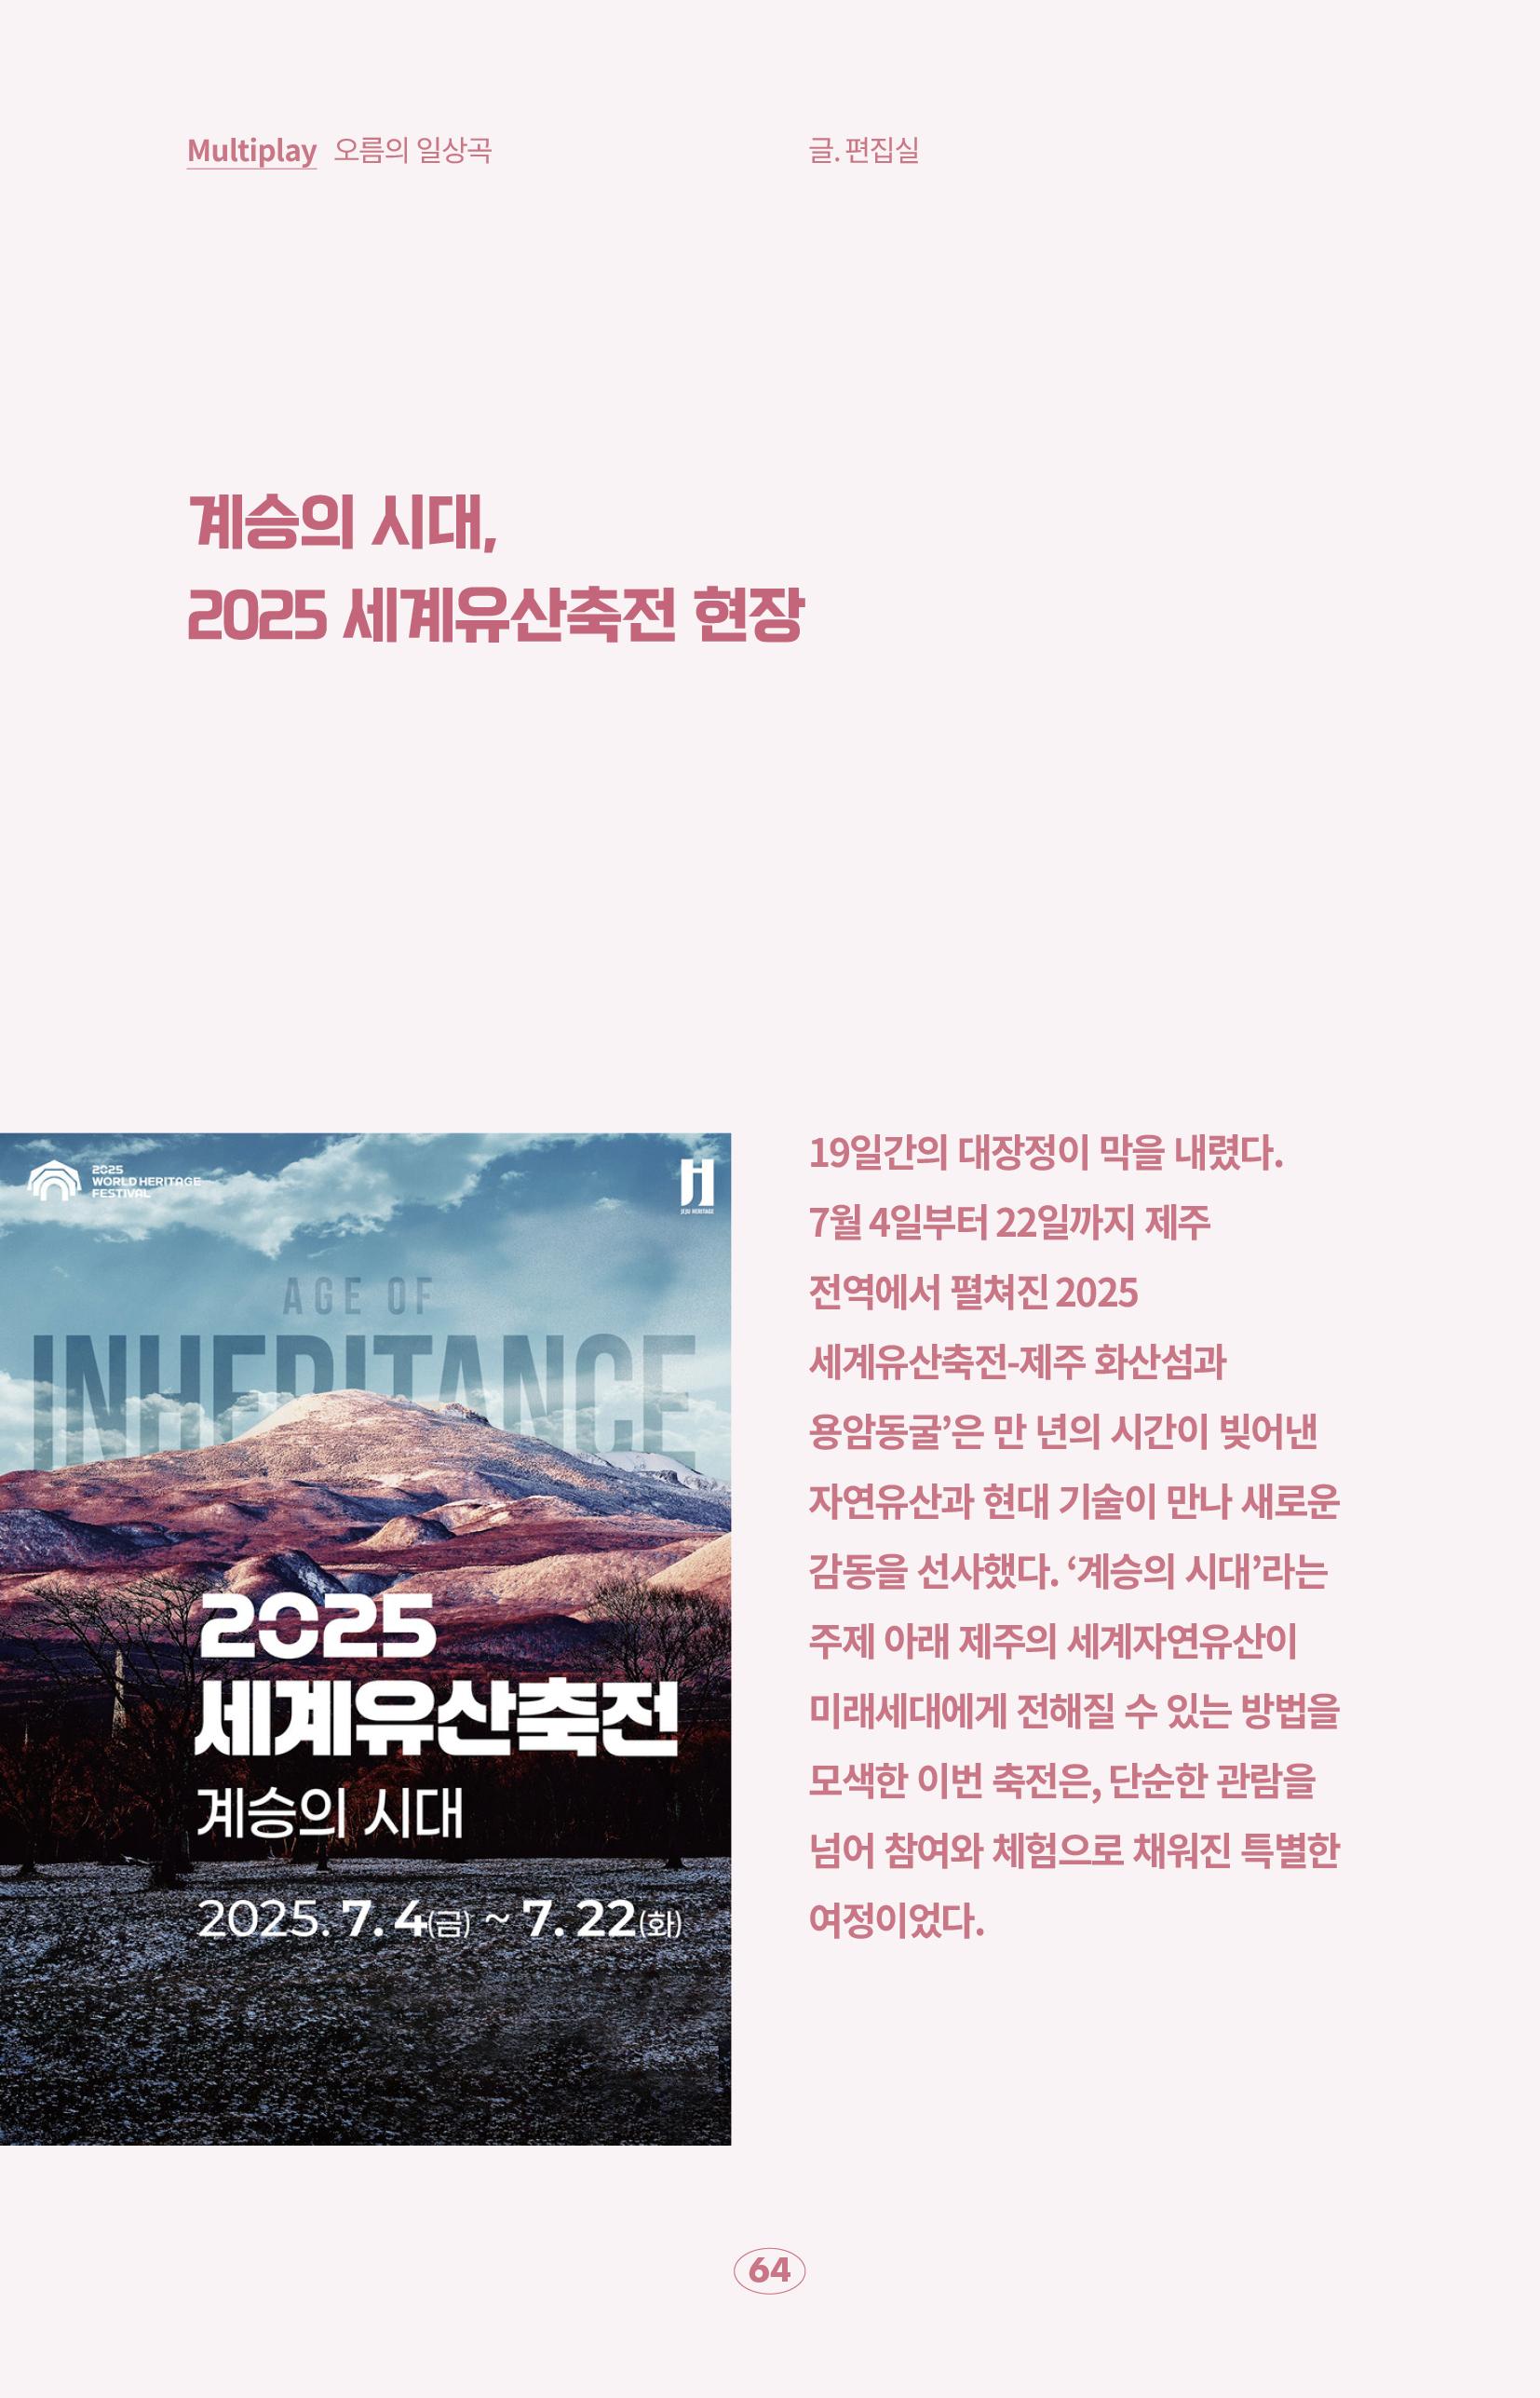 Multiplay 오름의 일상곡
글. 편집실
계승의 시대,
2025 세계유산축전 현장
2025
WORLD HERITAGE
FESTIVAL
JEJU HERITAGE
AGE OF
INHERITANCE
2025
세계유산축전
계승의 시대
2025. 7. 4(금) ~ 7. 22(화)
19일간의 대장정이 막을 내렸다.
7월 4일부터 22일까지 제주
전역에서 펼쳐진 2025
세계유산축전-제주 화산섬과
용암동굴’은 만 년의 시간이 빚어낸
자연유산과 현대 기술이 만나 새로운
감동을 선사했다. ‘계승의 시대’라는
주제 아래 제주의 세계자연유산이
미래세대에게 전해질 수 있는 방법을
모색한 이번 축전은, 단순한 관람을
넘어 참여와 체험으로 채워진 특별한
여정이었다.
64